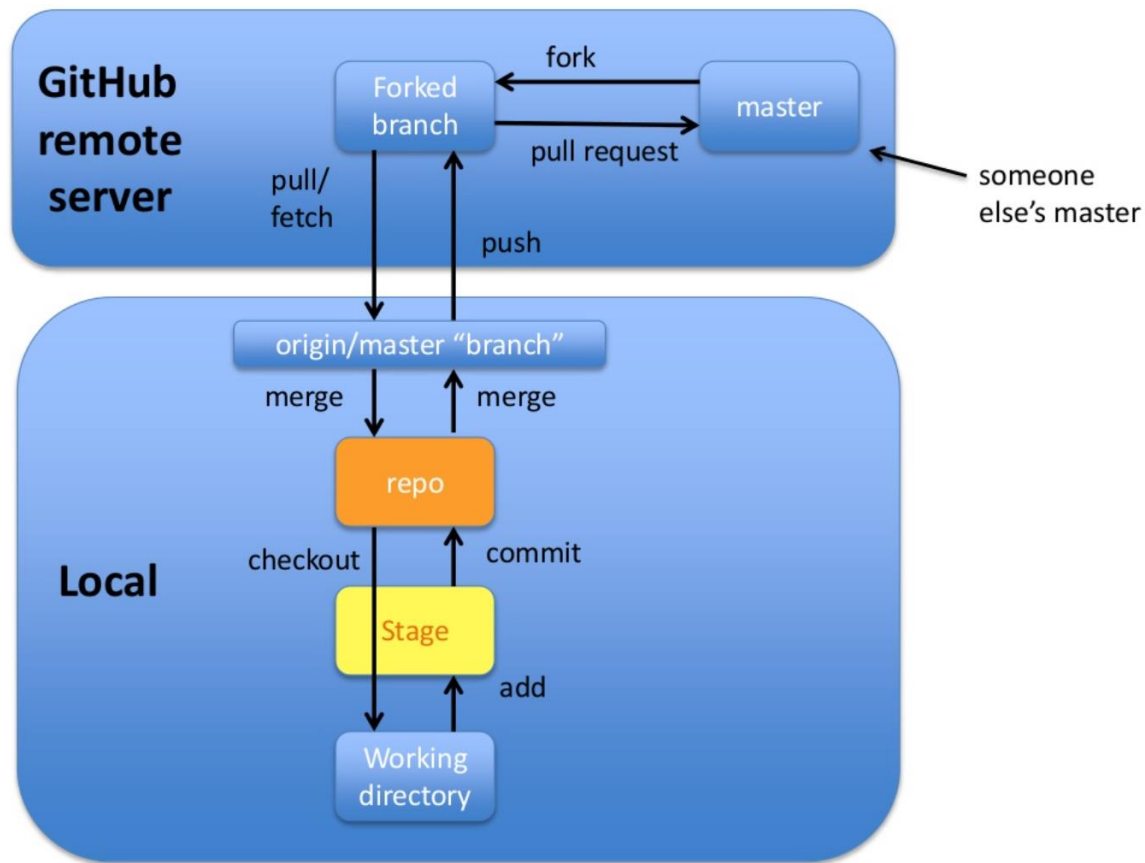 GitHub
remote
server
fork
Forked
branch
master
pull request
someone
else's master
pull/
fetch
push
origin/master “branch”
merge
merge
repo
checkout
commit
Local
Stage
add
Working
directory